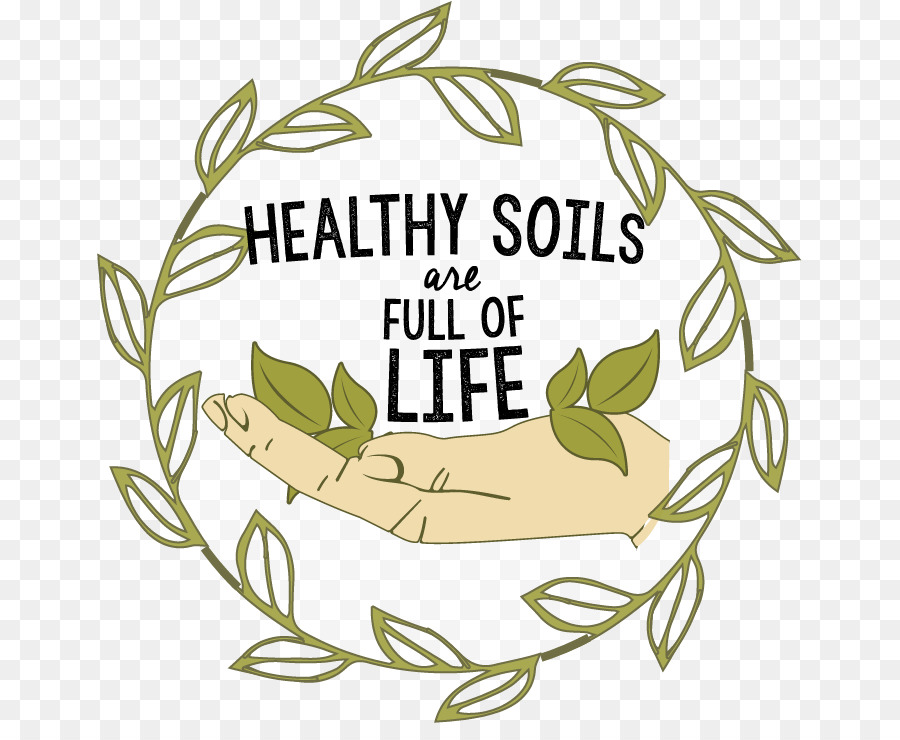 HEALTHY SOILS
are
FULL OF
LIFE